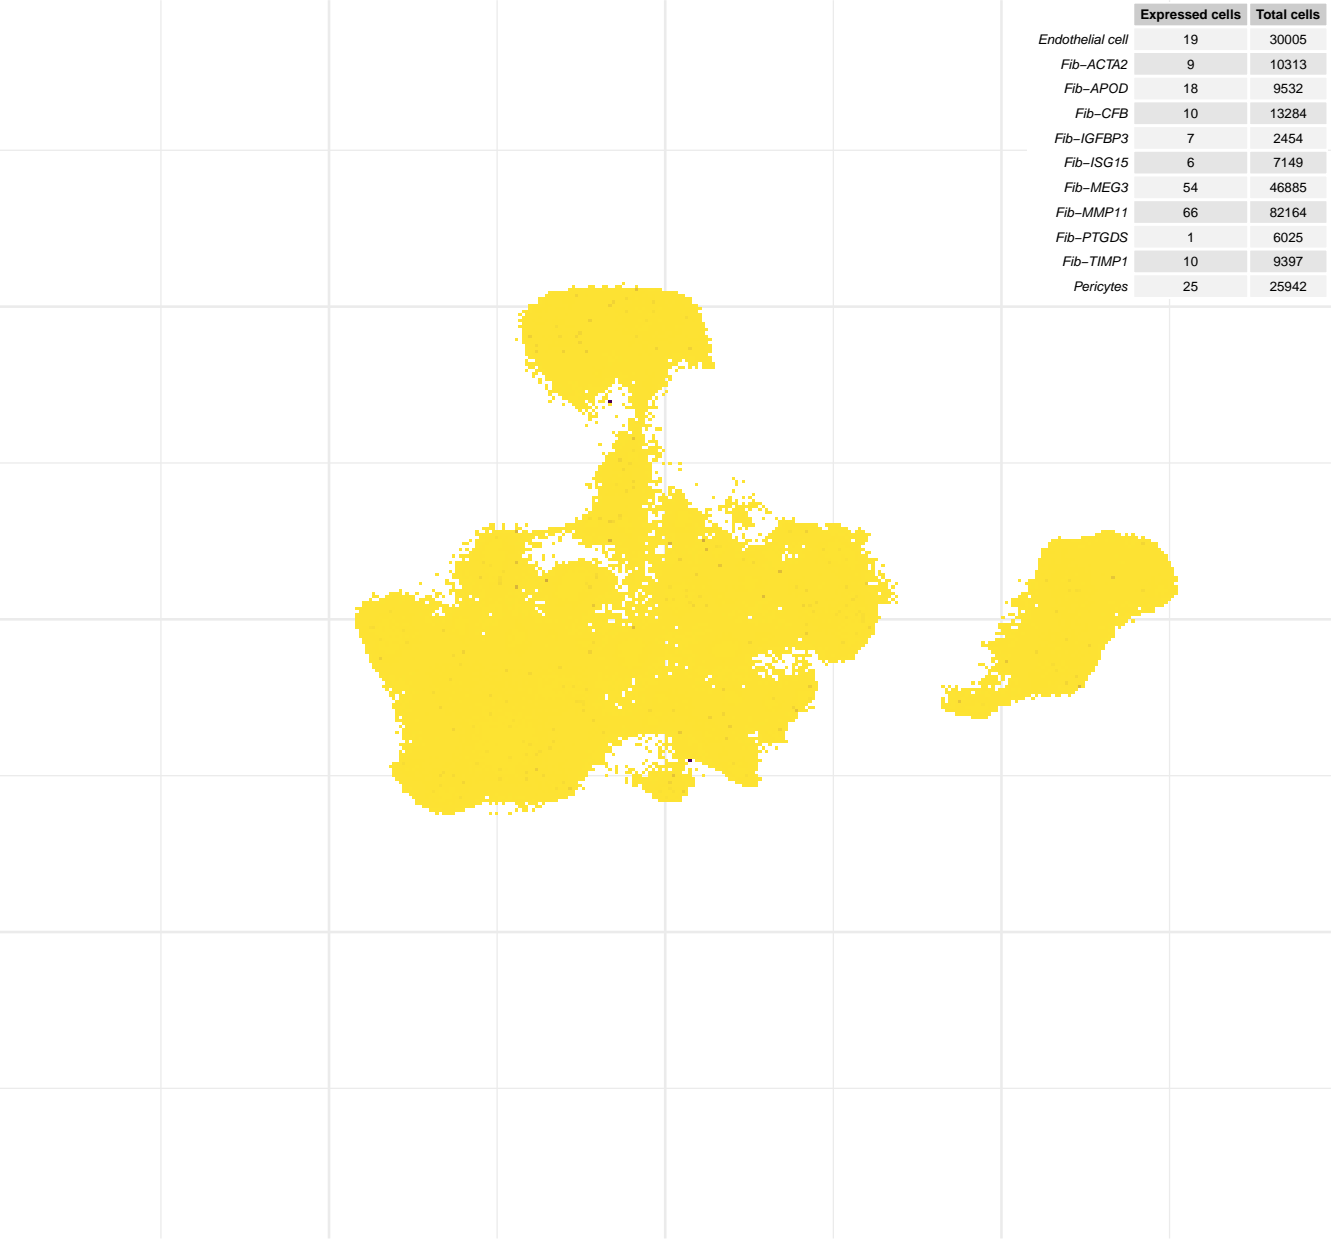 Expressed cells Total cells
Endothelial cell 19 30005
Fib−ACTA2 9 10313
Fib−APOD 18 9532
Fib−CFB 10 13284
Fib−IGFBP3 7 2454
Fib−ISG15 6 7149
Fib−MEG3 54 46885
Fib−MMP11 66 82164
Fib−PTGDS 1 6025
Fib−TIMP1 10 9397
Pericytes 25 25942